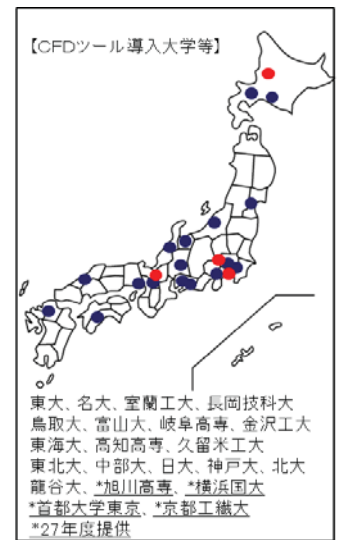 【CFDツール導入大学等】
東大、名大、室蘭工大、長岡技科大
鳥取大、富山大、岐阜高専、金沢工大
東海大、高知高専、久留米工大
東北大、中部大、日大、神戸大、北大
龍谷大、*旭川高専、*横浜国大
*首都大学東京、*京都工繊大
*27年度提供